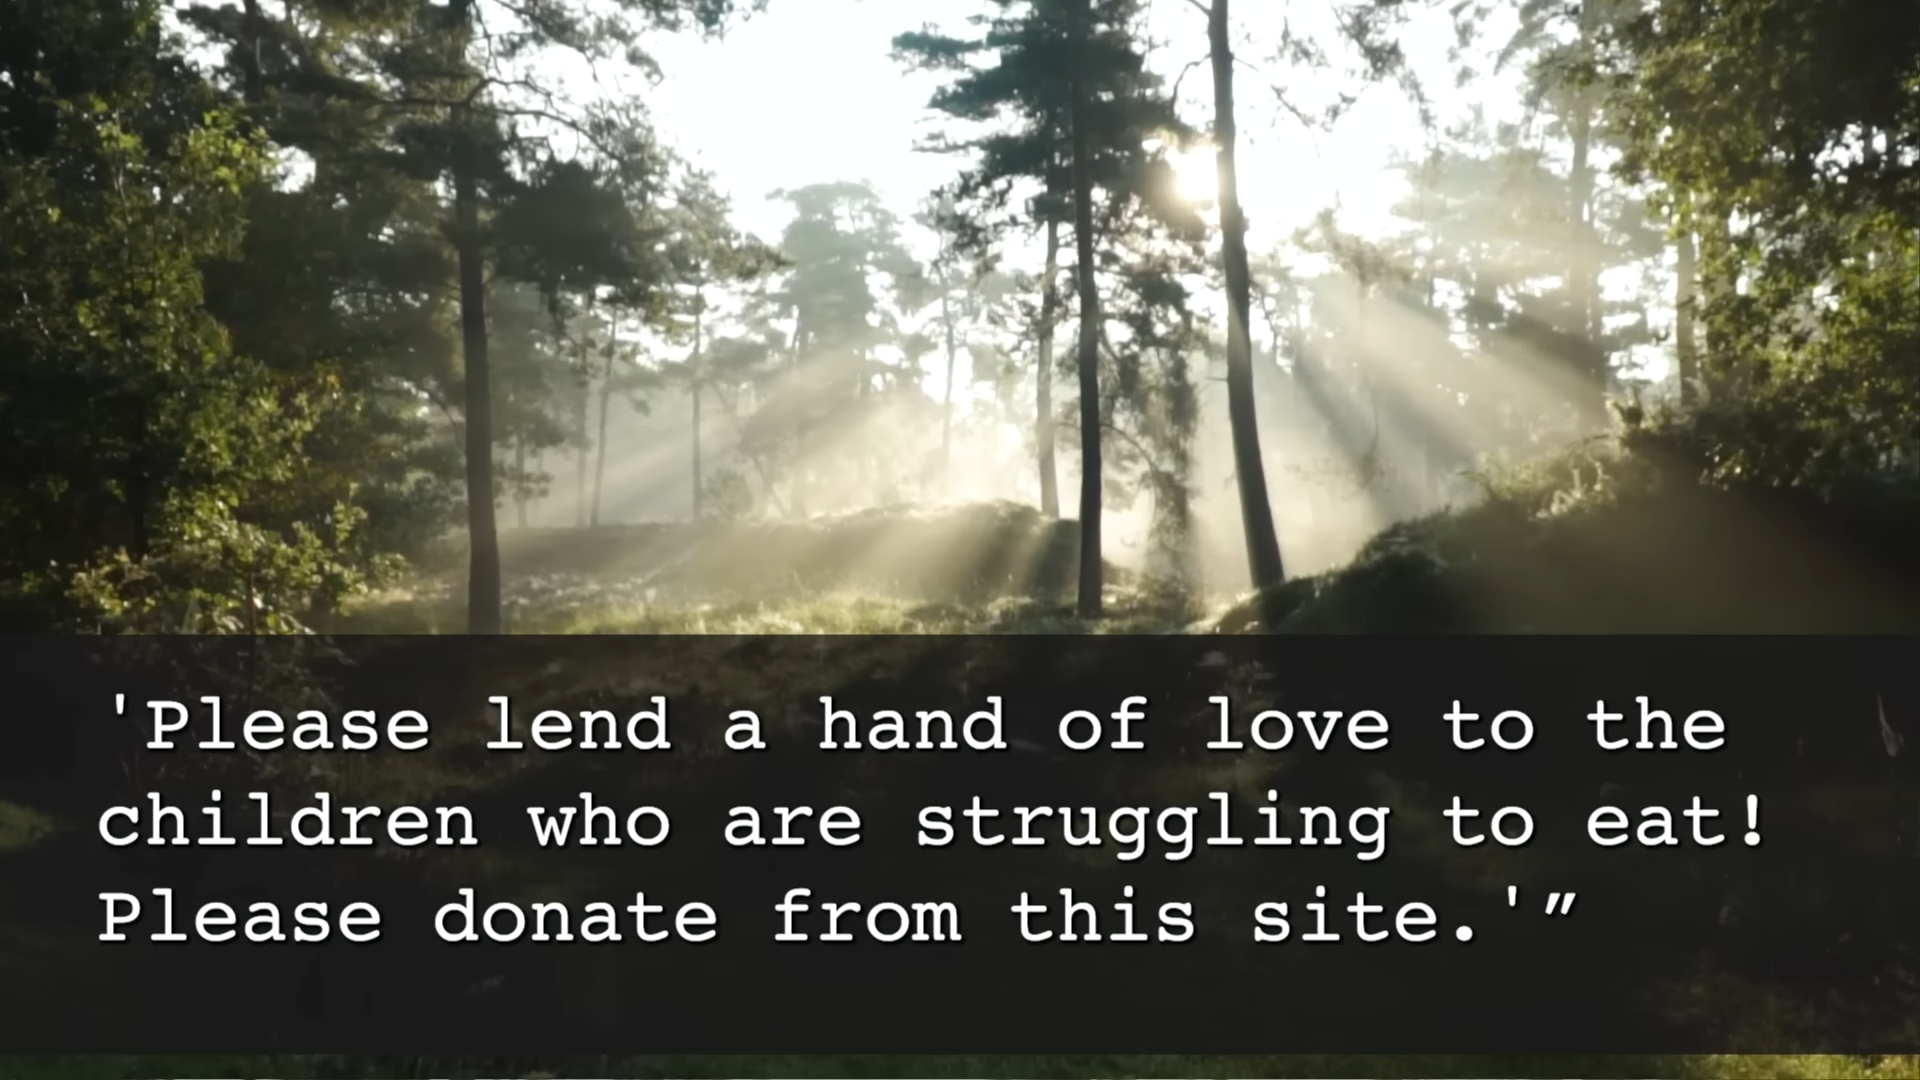 'Please lend a hand of love to the
children who are struggling to eat!
Please donate from this site.'”